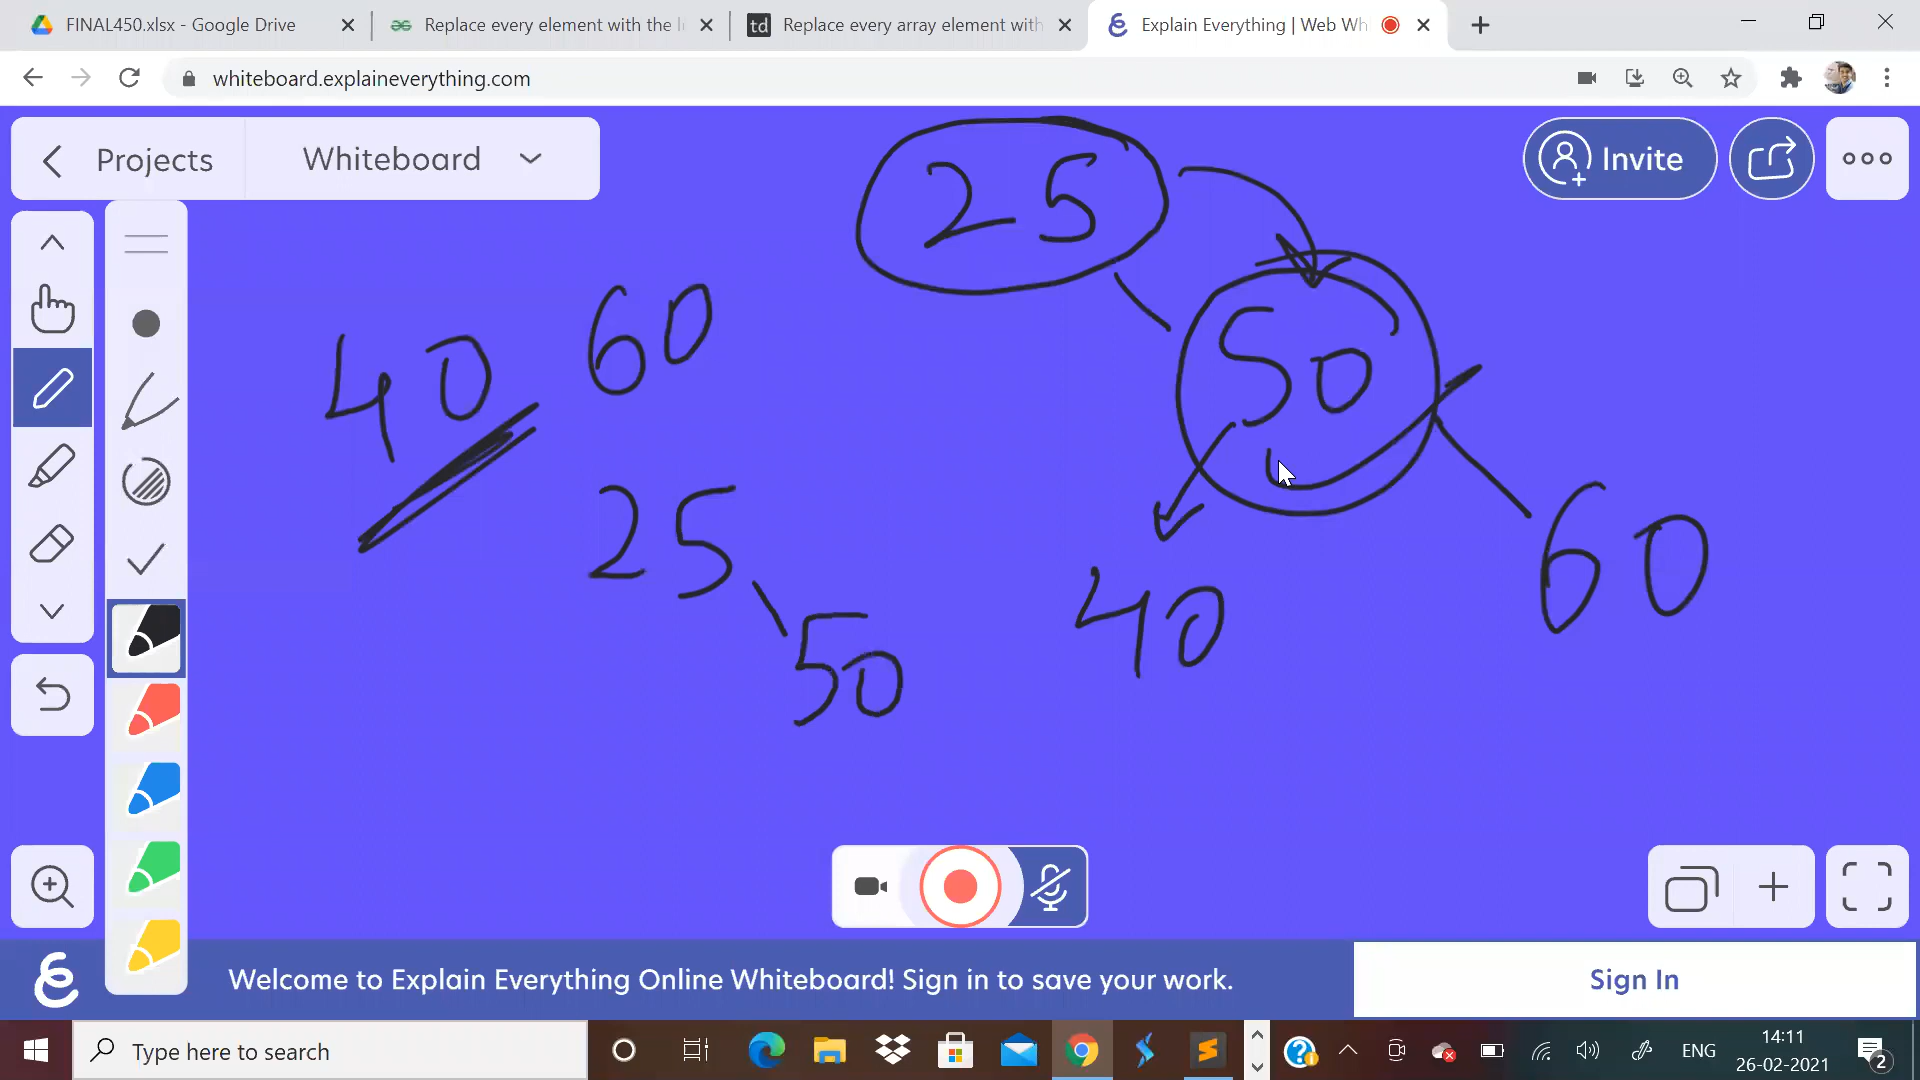 FINAL450.xlsx - Google Drive
Replace every element with the l
td Replace every array element with
Explain Everything | Web Wh
whiteboard.explaineverything.com
Projects
Whiteboard
Invite
25
50
40
60
40
60
25
50
Welcome to Explain Everything Online Whiteboard! Sign in to save your work.
Sign In
Type here to search
ENG
14:11
26-02-2021
2